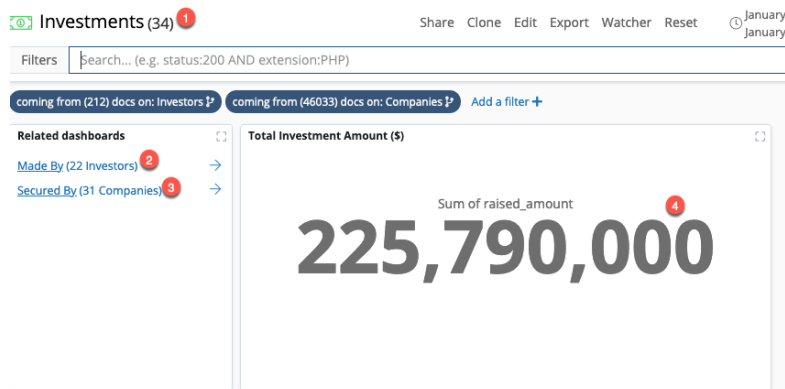 Investments (34) 1
Share Clone Edit Export Watcher Reset
January
January
Filters
Search... (e.g. status:200 AND extension:PHP)
coming from (212) docs on: Investors
coming from (46033) docs on: Companies
Add a filter +
Related dashboards
Made By (22 Investors) 2
Secured By (31 Companies) 3
Total Investment Amount ($)
Sum of raised_amount 4
225,790,000